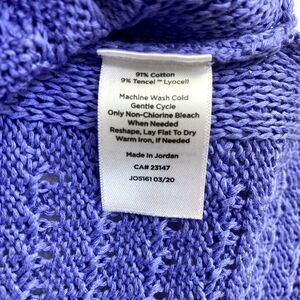 91% Cotton
9% Tencel™ Lyocell
Machine Wash Cold
Gentle Cycle
Only Non-Chlorine Bleach
When Needed
Reshape, Lay Flat To Dry
Warm Iron, If Needed
Made In Jordan
CA# 23147
JO5161 03/20